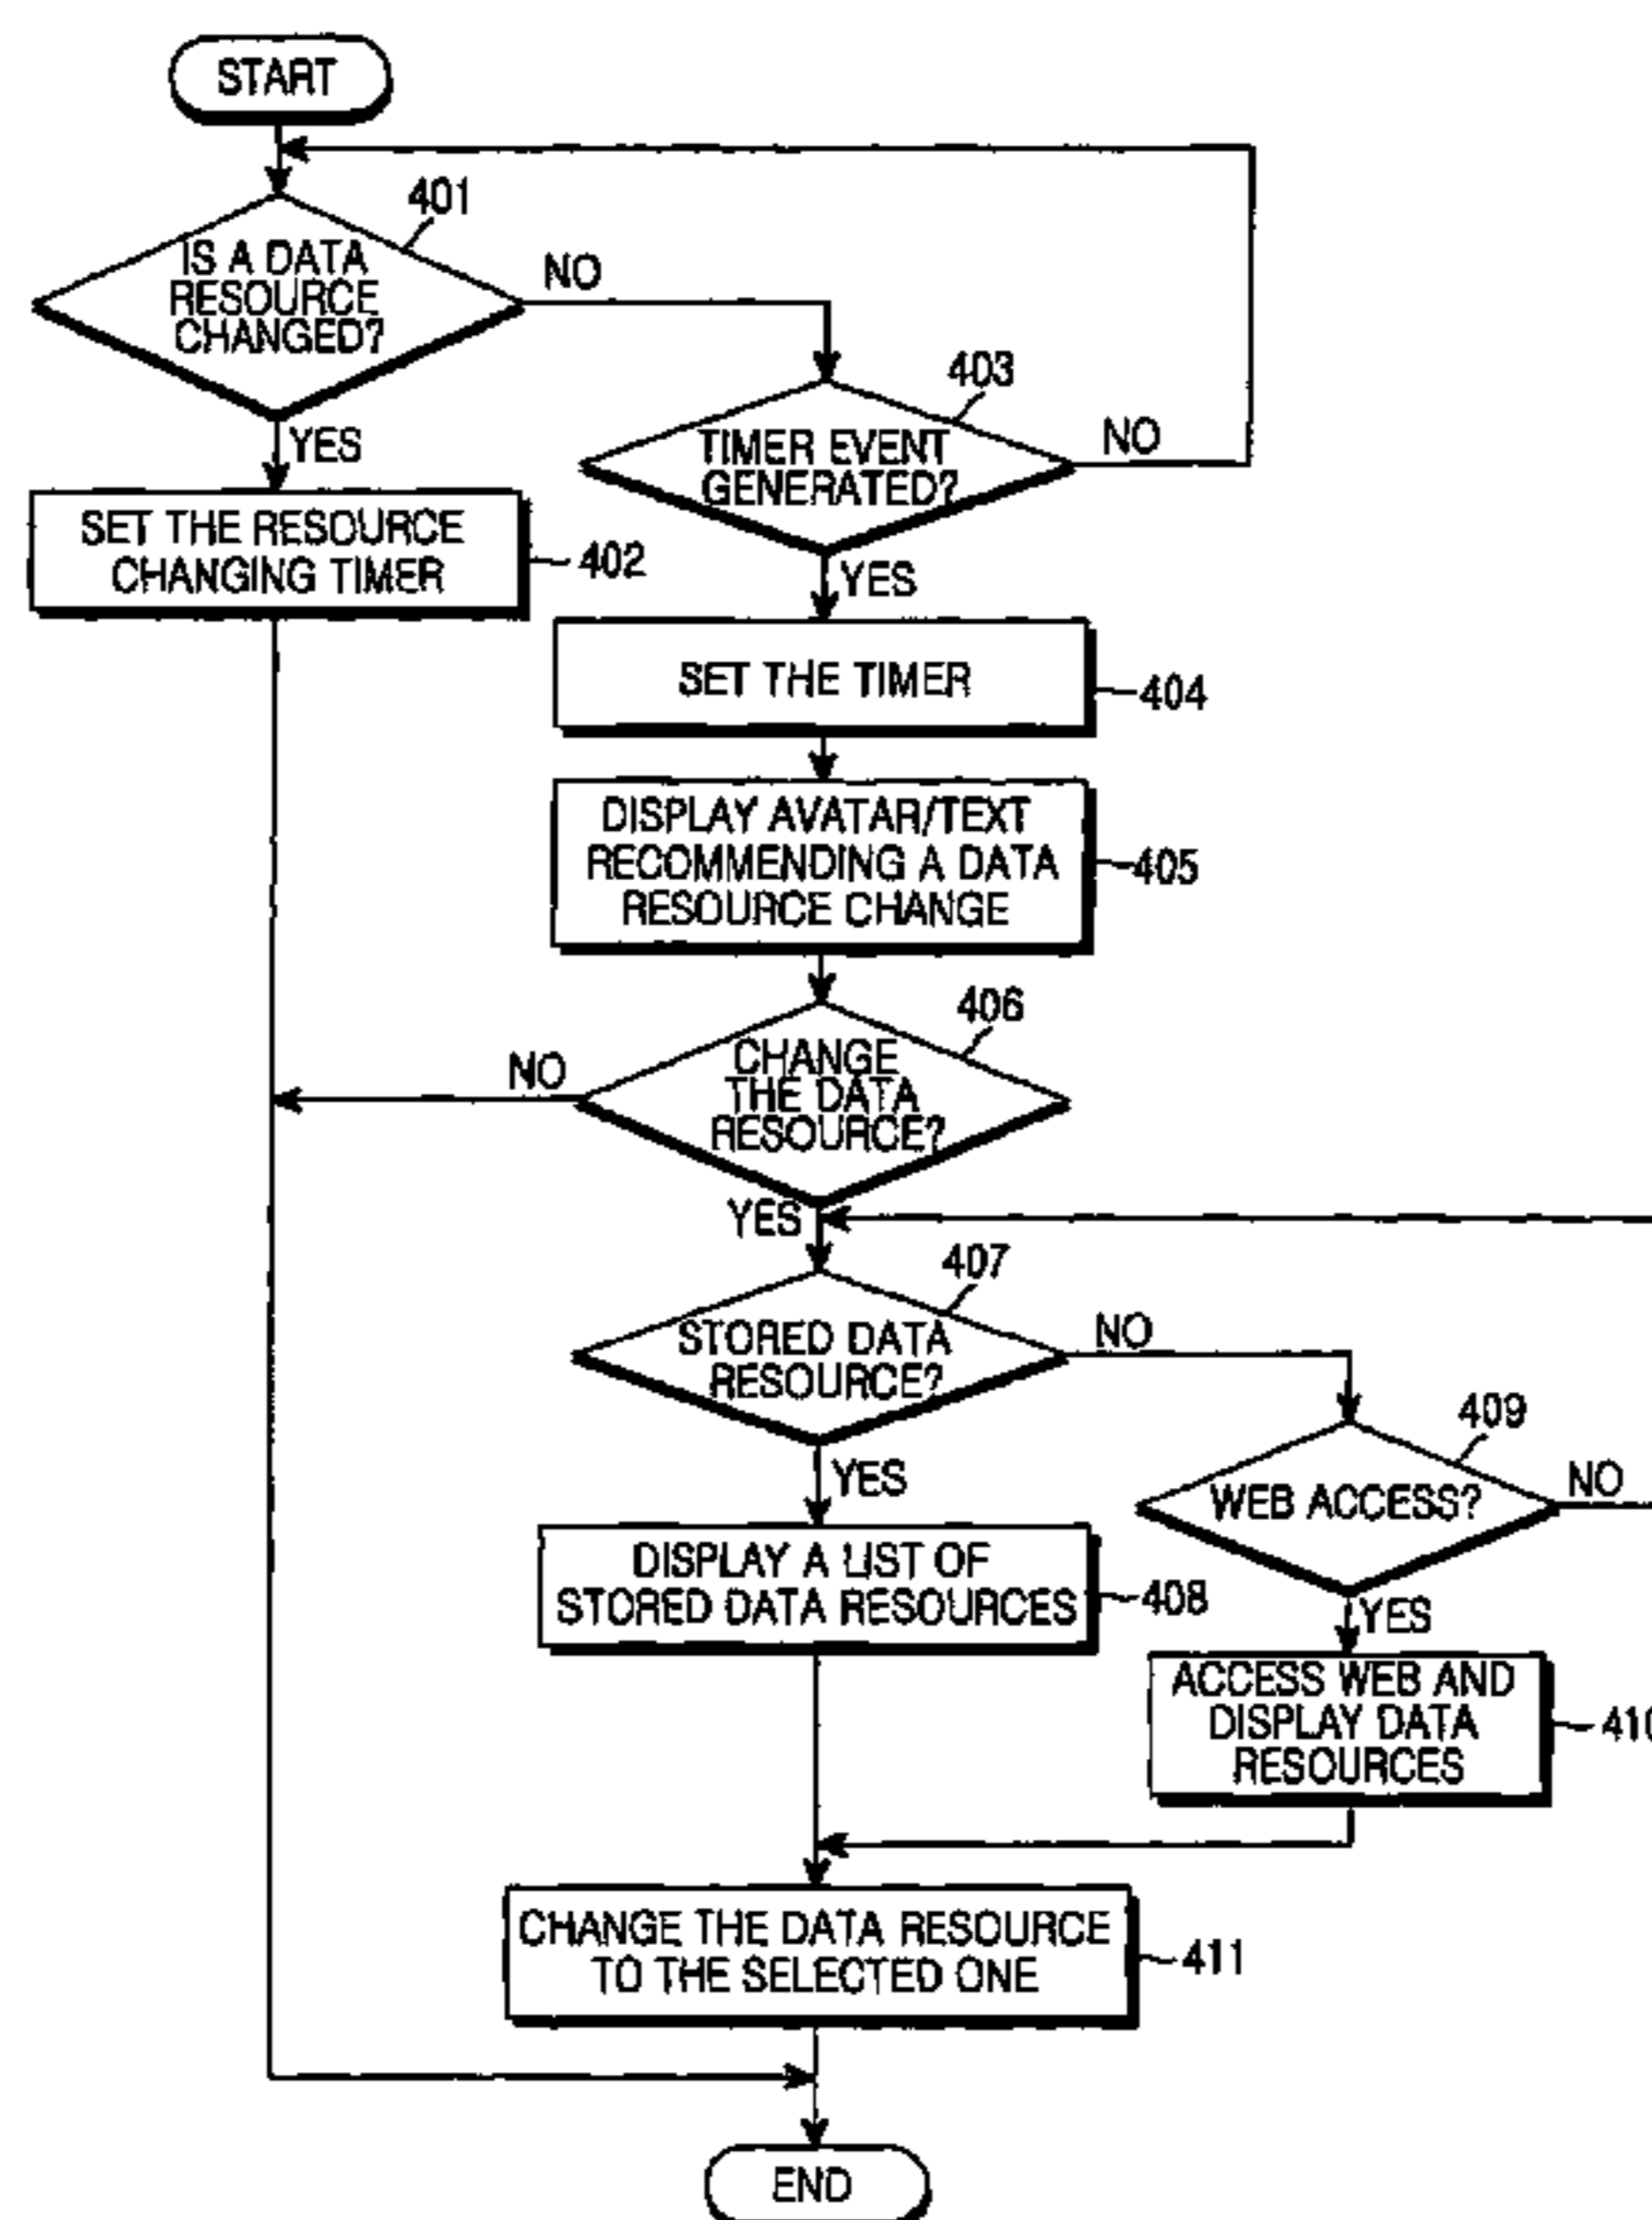 START
401
IS A DATA
RESOURCE
CHANGED?
NO
YES
SET THE RESOURCE
CHANGING TIMER
402
403
TIMER EVENT
GENERATED?
NO
YES
SET THE TIMER
404
DISPLAY AVATAR/TEXT
RECOMMENDING A DATA
RESOURCE CHANGE
405
406
CHANGE
THE DATA
RESOURCE?
NO
YES
407
STORED DATA
RESOURCE?
NO
YES
DISPLAY A LIST OF
STORED DATA RESOURCES
408
409
WEB ACCESS?
NO
YES
ACCESS WEB AND
DISPLAY DATA
RESOURCES
410
CHANGE THE DATA RESOURCE
TO THE SELECTED ONE
411
END